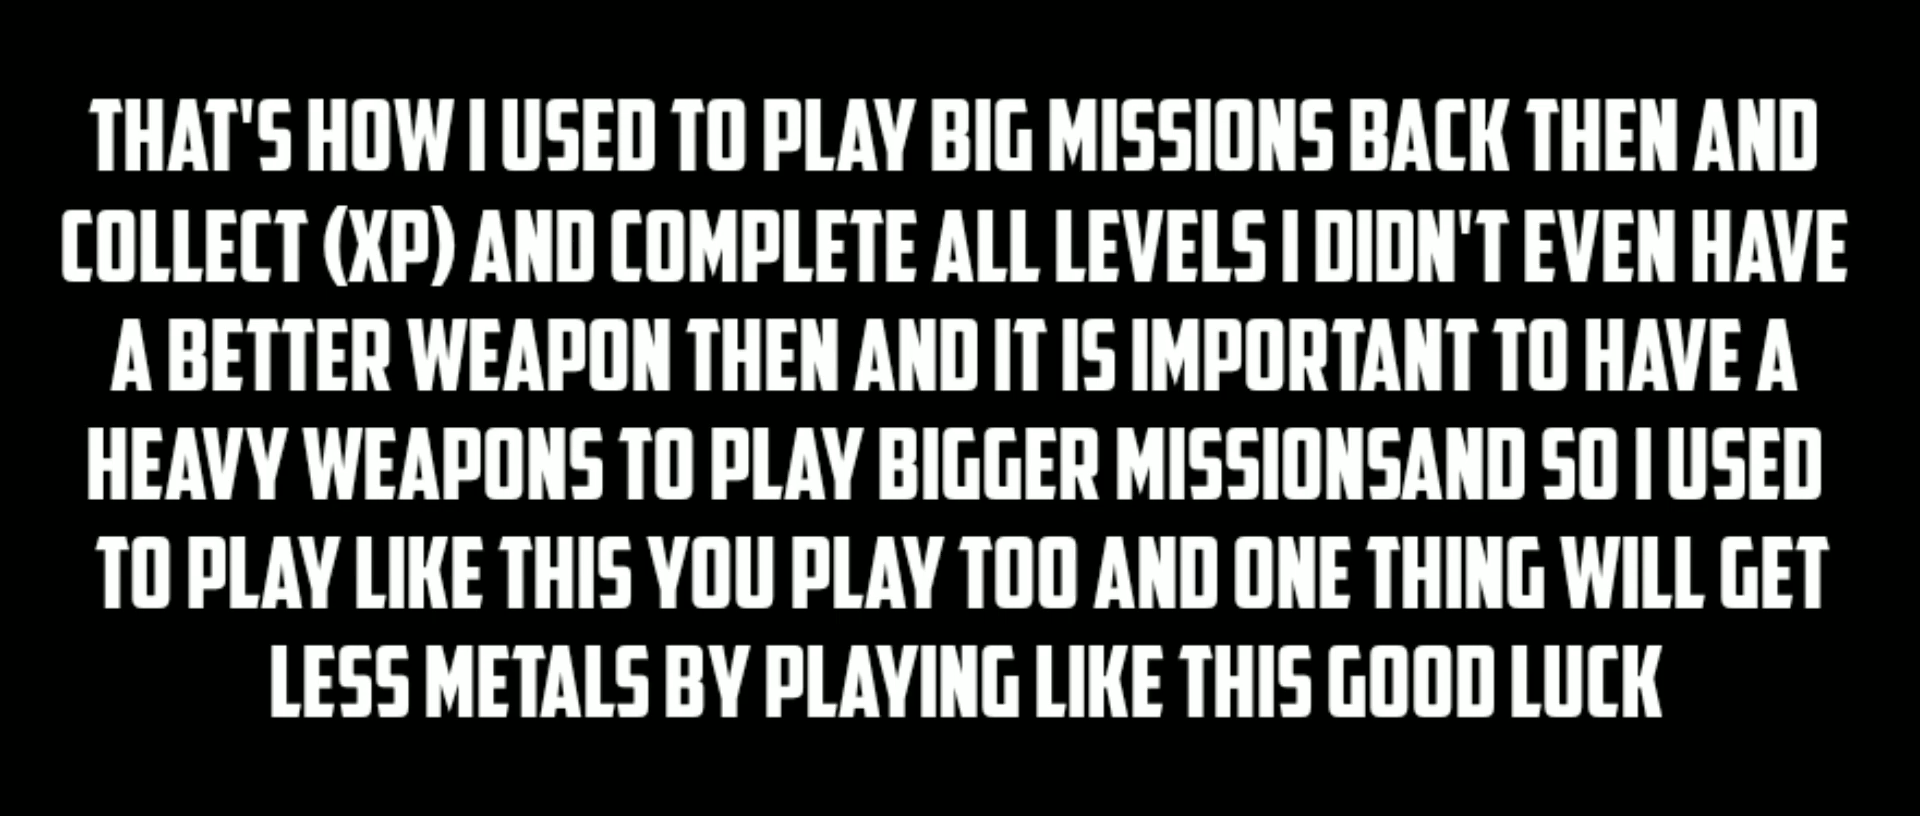 THAT'S HOW I USED TO PLAY BIG MISSIONS BACK THEN AND
COLLECT (XP) AND COMPLETE ALL LEVELS I DIDN'T EVEN HAVE
A BETTER WEAPON THEN AND IT IS IMPORTANT TO HAVE A
HEAVY WEAPONS TO PLAY BIGGER MISSIONSAND SO I USED
TO PLAY LIKE THIS YOU PLAY TOO AND ONE THING WILL GET
LESS METALS BY PLAYING LIKE THIS GOOD LUCK